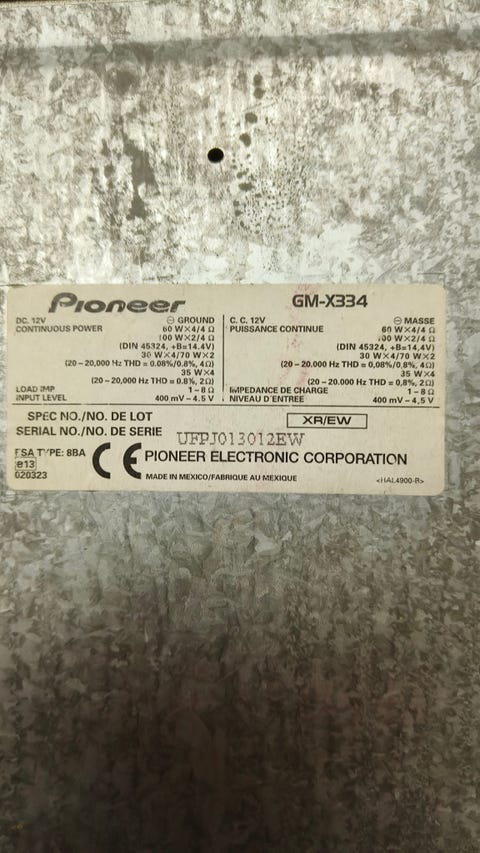 Pioneer GM-X334
DC. 12V ⊖ GROUND
CONTINUOUS POWER 60 W×4/4 Ω
100 W×2/4 Ω
(DIN 45324, +B=14.4V)
30 W×4/70 W×2
(20 – 20,000 Hz THD = 0.08%/0.8%, 4Ω)
35 W×4
(20 – 20,000 Hz THD = 0.8%, 2Ω)
LOAD IMP 1 – 8 Ω
INPUT LEVEL 400 mV – 4,5 V
C. C. 12V ⊖ MASSE
PUISSANCE CONTINUE 60 W×4/4 Ω
100 W×2/4 Ω
(DIN 45324, +B=14,4V)
30 W×4/70 W×2
(20 – 20,000 Hz THD = 0,08%/0,8%, 4Ω)
35 W×4
(20 – 20,000 Hz THD = 0,8%, 2Ω)
IMPEDANCE DE CHARGE 1 – 8 Ω
NIVEAU D'ENTREE 400 mV – 4,5 V
SPEC NO./NO. DE LOT XR/EW
SERIAL NO./NO. DE SERIE UFPJ013012EW
ESA TYPE: 8BA
e13
020323
CE PIONEER ELECTRONIC CORPORATION
MADE IN MEXICO/FABRIQUE AU MEXIQUE <HAL4900-B>